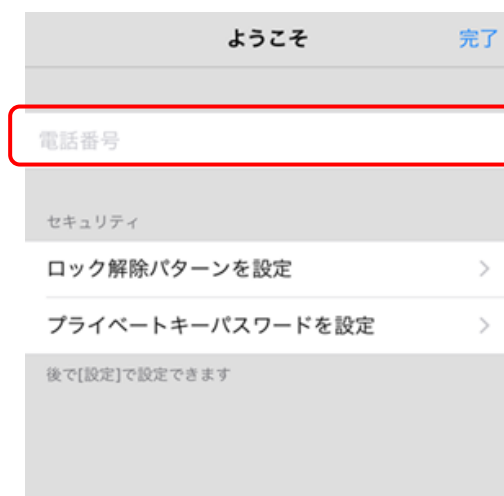 ようこそ 完了
電話番号
セキュリティ
ロック解除パターンを設定
プライベートキーパスワードを設定
後で[設定]で設定できます